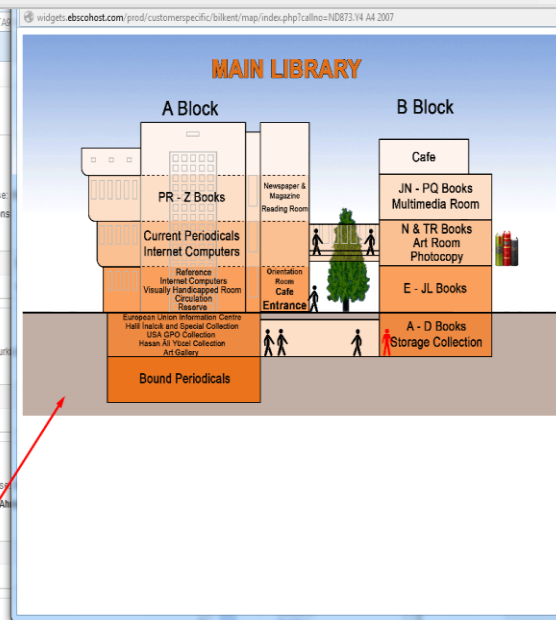 widgets.ebscohost.com/prod/customerspecific/bilkent/map/index.php?callno=ND873.Y4 A4 2007
MAIN LIBRARY
A Block
B Block
Cafe
PR - Z Books
Newspaper &
Magazine
Reading Room
JN - PQ Books
Multimedia Room
Current Periodicals
Internet Computers
N & TR Books
Art Room
Photocopy
Reference
Internet Computers
Visually Handicapped Room
Circulation
Reserve
Orientation
Room
Cafe
Entrance
E - JL Books
European Union Information Centre
Halil İnalcık and Special Collection
USA GPO Collection
Hasan Âli Yücel Collection
Art Gallery
A - D Books
Storage Collection
Bound Periodicals